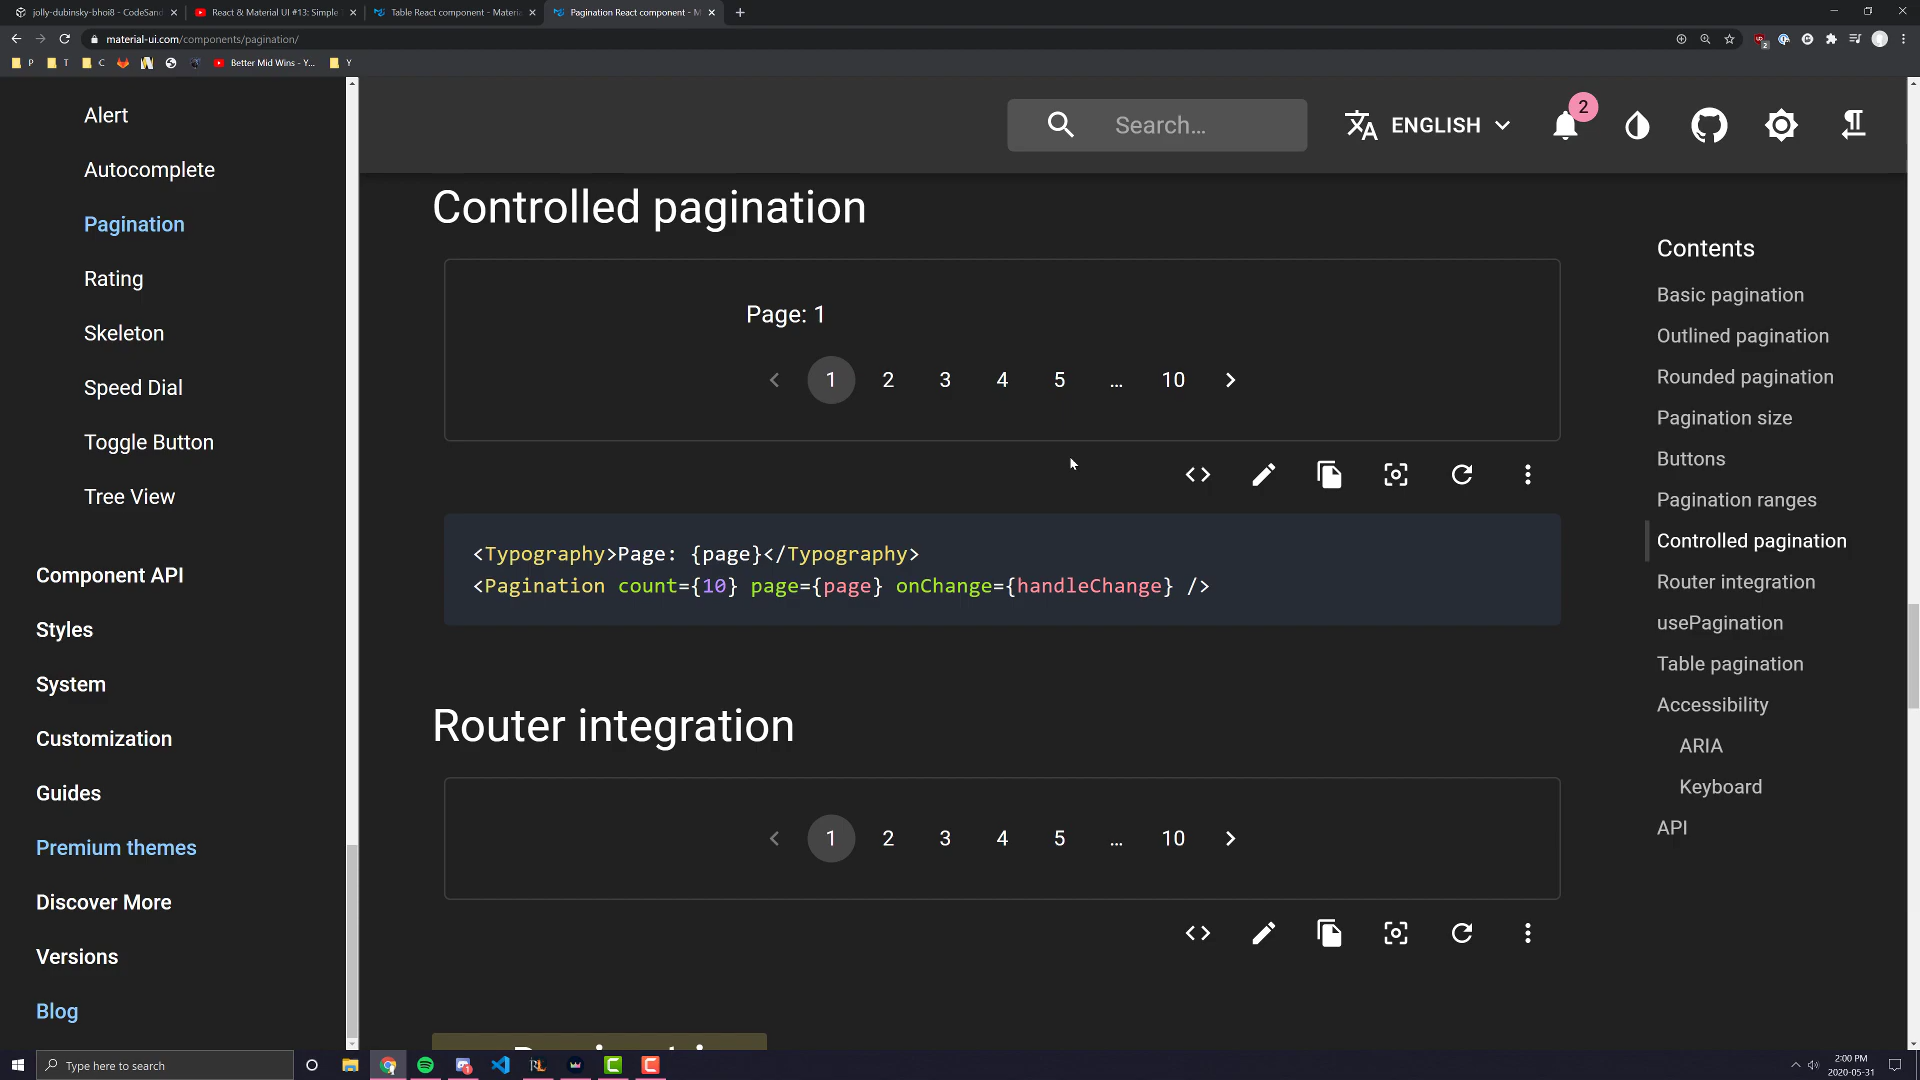 jolly-dubinsky-bhoi8 - CodeSand
React & Material UI #13: Simple
Table React component - Materia
Pagination React component - M
material-ui.com/components/pagination/
P
T
C
Better Mid Wins - Y...
Y
Search…
ENGLISH
2
Alert
Autocomplete
Pagination
Rating
Skeleton
Speed Dial
Toggle Button
Tree View
Component API
Styles
System
Customization
Guides
Premium themes
Discover More
Versions
Blog
Controlled pagination
Page: 1
1 2 3 4 5 … 10
<Typography>Page: {page}</Typography>
<Pagination count={10} page={page} onChange={handleChange} />
Router integration
1 2 3 4 5 … 10
Contents
Basic pagination
Outlined pagination
Rounded pagination
Pagination size
Buttons
Pagination ranges
Controlled pagination
Router integration
usePagination
Table pagination
Accessibility
ARIA
Keyboard
API
Type here to search
2:00 PM
2020-05-31